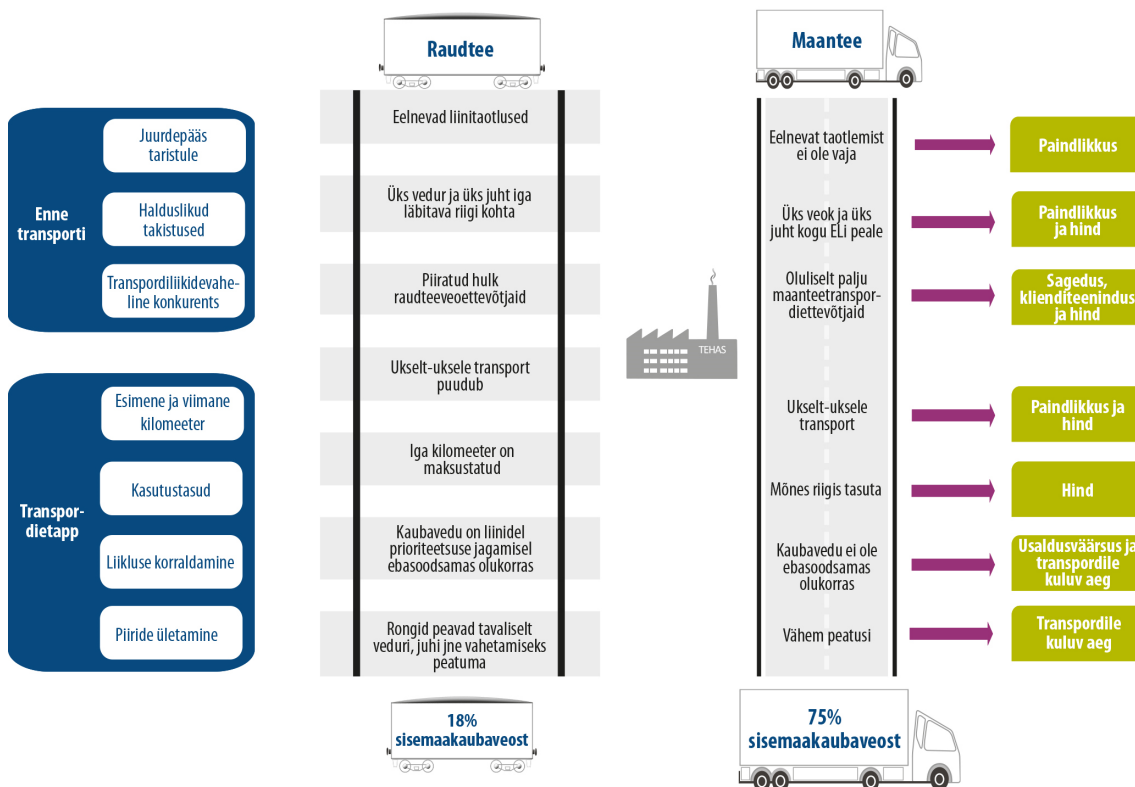 Raudtee
Maantee
Enne
transporti
Juurdepääs
taristule
Eelnevad liinitaotlused
Eelnevat taotlemist
ei ole vaja
Paindlikkus
Halduslikud
takistused
Üks vedur ja üks juht iga
läbitava riigi kohta
Üks veok ja üks
juht kogu ELi peale
Paindlikkus
ja hind
Transpordiliikidevahe-
line konkurents
Piiratud hulk
raudteeveoettevõtjaid
Oluliselt palju
maanteetranspor-
diettevõtjaid
Sagedus,
klienditeenindus
ja hind
TEHAS
Transpor-
dietapp
Esimene ja viimane
kilomeeter
Ukselt-uksele transport
puudub
Ukselt-uksele
transport
Paindlikkus ja
hind
Kasutustasud
Iga kilomeeter on
maksustatud
Mõnes riigis tasuta
Hind
Liikluse korraldamine
Kaubavedu on liinidel
prioriteetsuse jagamisel
ebasoodsamas olukorras
Kaubavedu ei ole
ebasoodsamas
olukorras
Usaldusväärsus ja
transpordile
kuluv aeg
Piiride ületamine
Rongid peavad tavaliselt
veduri, juhi jne vahetamiseks
peatuma
Vähem peatusi
Transpordile
kuluv aeg
18%
sisemaakaubaveost
75%
sisemaakaubaveost